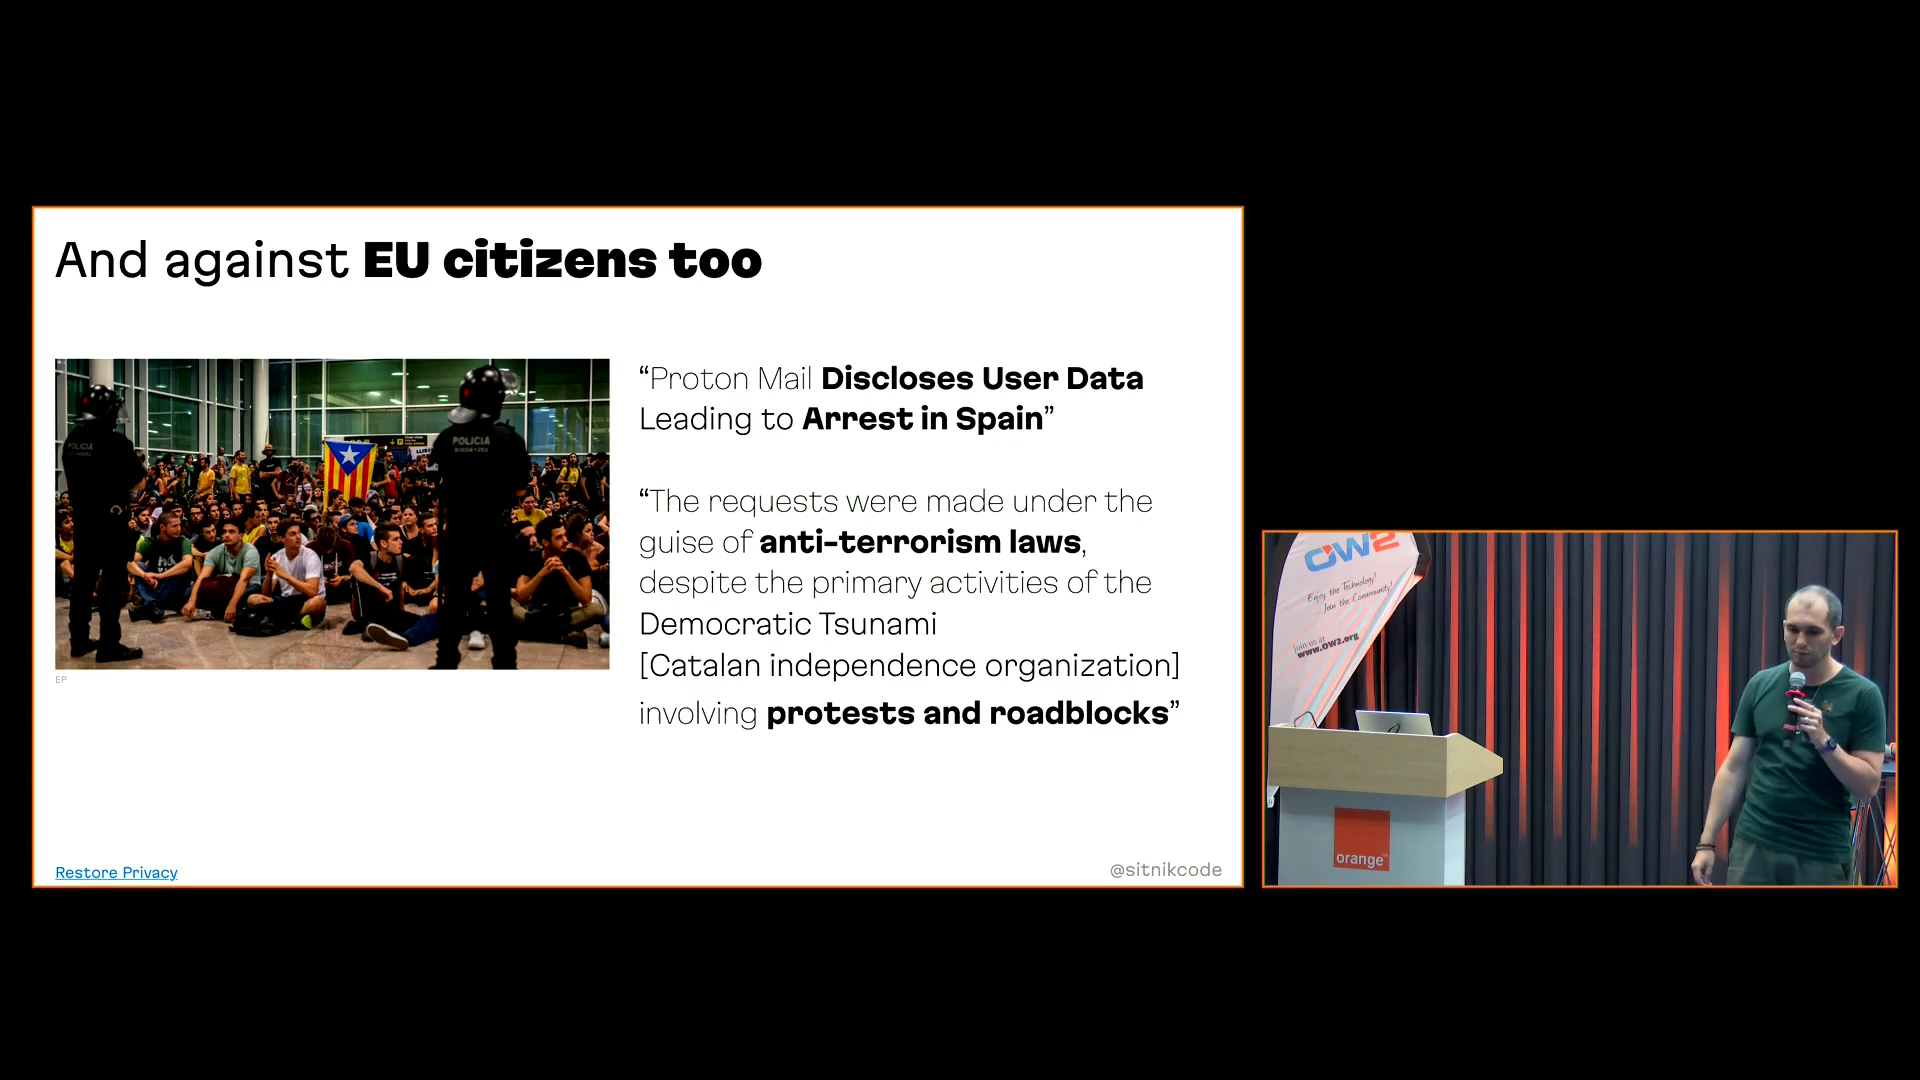 And against EU citizens too
POLICIA
POLICIA
EP
“Proton Mail Discloses User Data
Leading to Arrest in Spain”
“The requests were made under the
guise of anti-terrorism laws,
despite the primary activities of the
Democratic Tsunami
[Catalan independence organization]
involving protests and roadblocks”
Restore Privacy
@sitnikcode
OW2
Enjoy the Technology!
Join the Community!
Join us at
www.OW2.org
orange